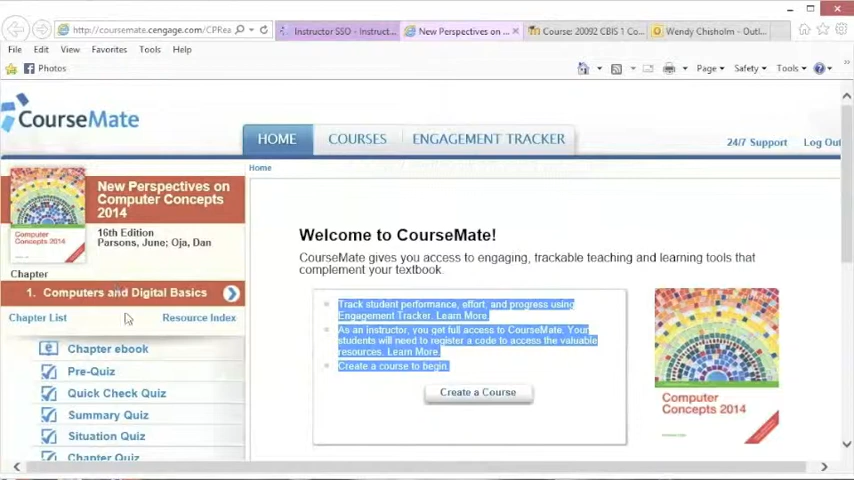 http://coursemate.cengage.com/CPRea
Instructor SSO - Instruct...
New Perspectives on ...
Course: 20092 CBIS 1 Co...
Wendy Chisholm - Outl...
File Edit View Favorites Tools Help
Photos
Page Safety Tools
CourseMate
HOME COURSES ENGAGEMENT TRACKER
24/7 Support Log Out
Home
New Perspectives on
Computer Concepts
2014
16th Edition
Parsons, June; Oja, Dan
Computer
Concepts 2014
Chapter
1. Computers and Digital Basics
Chapter List Resource Index
Chapter ebook
Pre-Quiz
Quick Check Quiz
Summary Quiz
Situation Quiz
Chapter Quiz
Welcome to CourseMate!
CourseMate gives you access to engaging, trackable teaching and learning tools that
complement your textbook.
Track student performance, effort, and progress using
Engagement Tracker. Learn More.
As an instructor, you get full access to CourseMate. Your
students will need to register a code to access the valuable
resources. Learn More.
Create a course to begin.
Create a Course
Computer
Concepts 2014